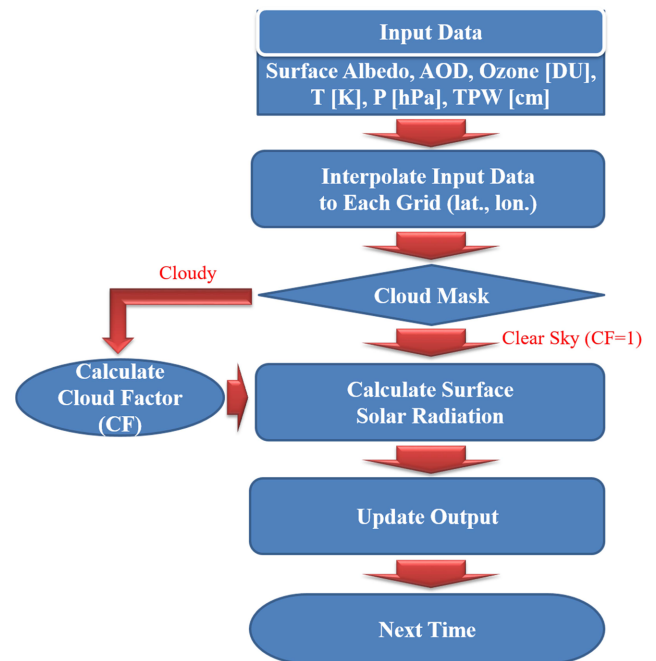 Input Data
Surface Albedo, AOD, Ozone [DU],
T [K], P [hPa], TPW [cm]
Interpolate Input Data
to Each Grid (lat., lon.)
Cloudy
Cloud Mask
Clear Sky (CF=1)
Calculate
Cloud Factor
(CF)
Calculate Surface
Solar Radiation
Update Output
Next Time